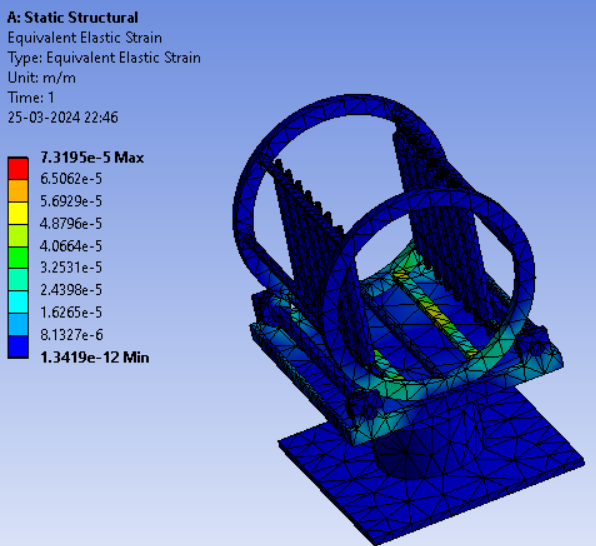 A: Static Structural
Equivalent Elastic Strain
Type: Equivalent Elastic Strain
Unit: m/m
Time: 1
25-03-2024 22:46
7.3195e-5 Max
6.5062e-5
5.6929e-5
4.8796e-5
4.0664e-5
3.2531e-5
2.4398e-5
1.6265e-5
8.1327e-6
1.3419e-12 Min